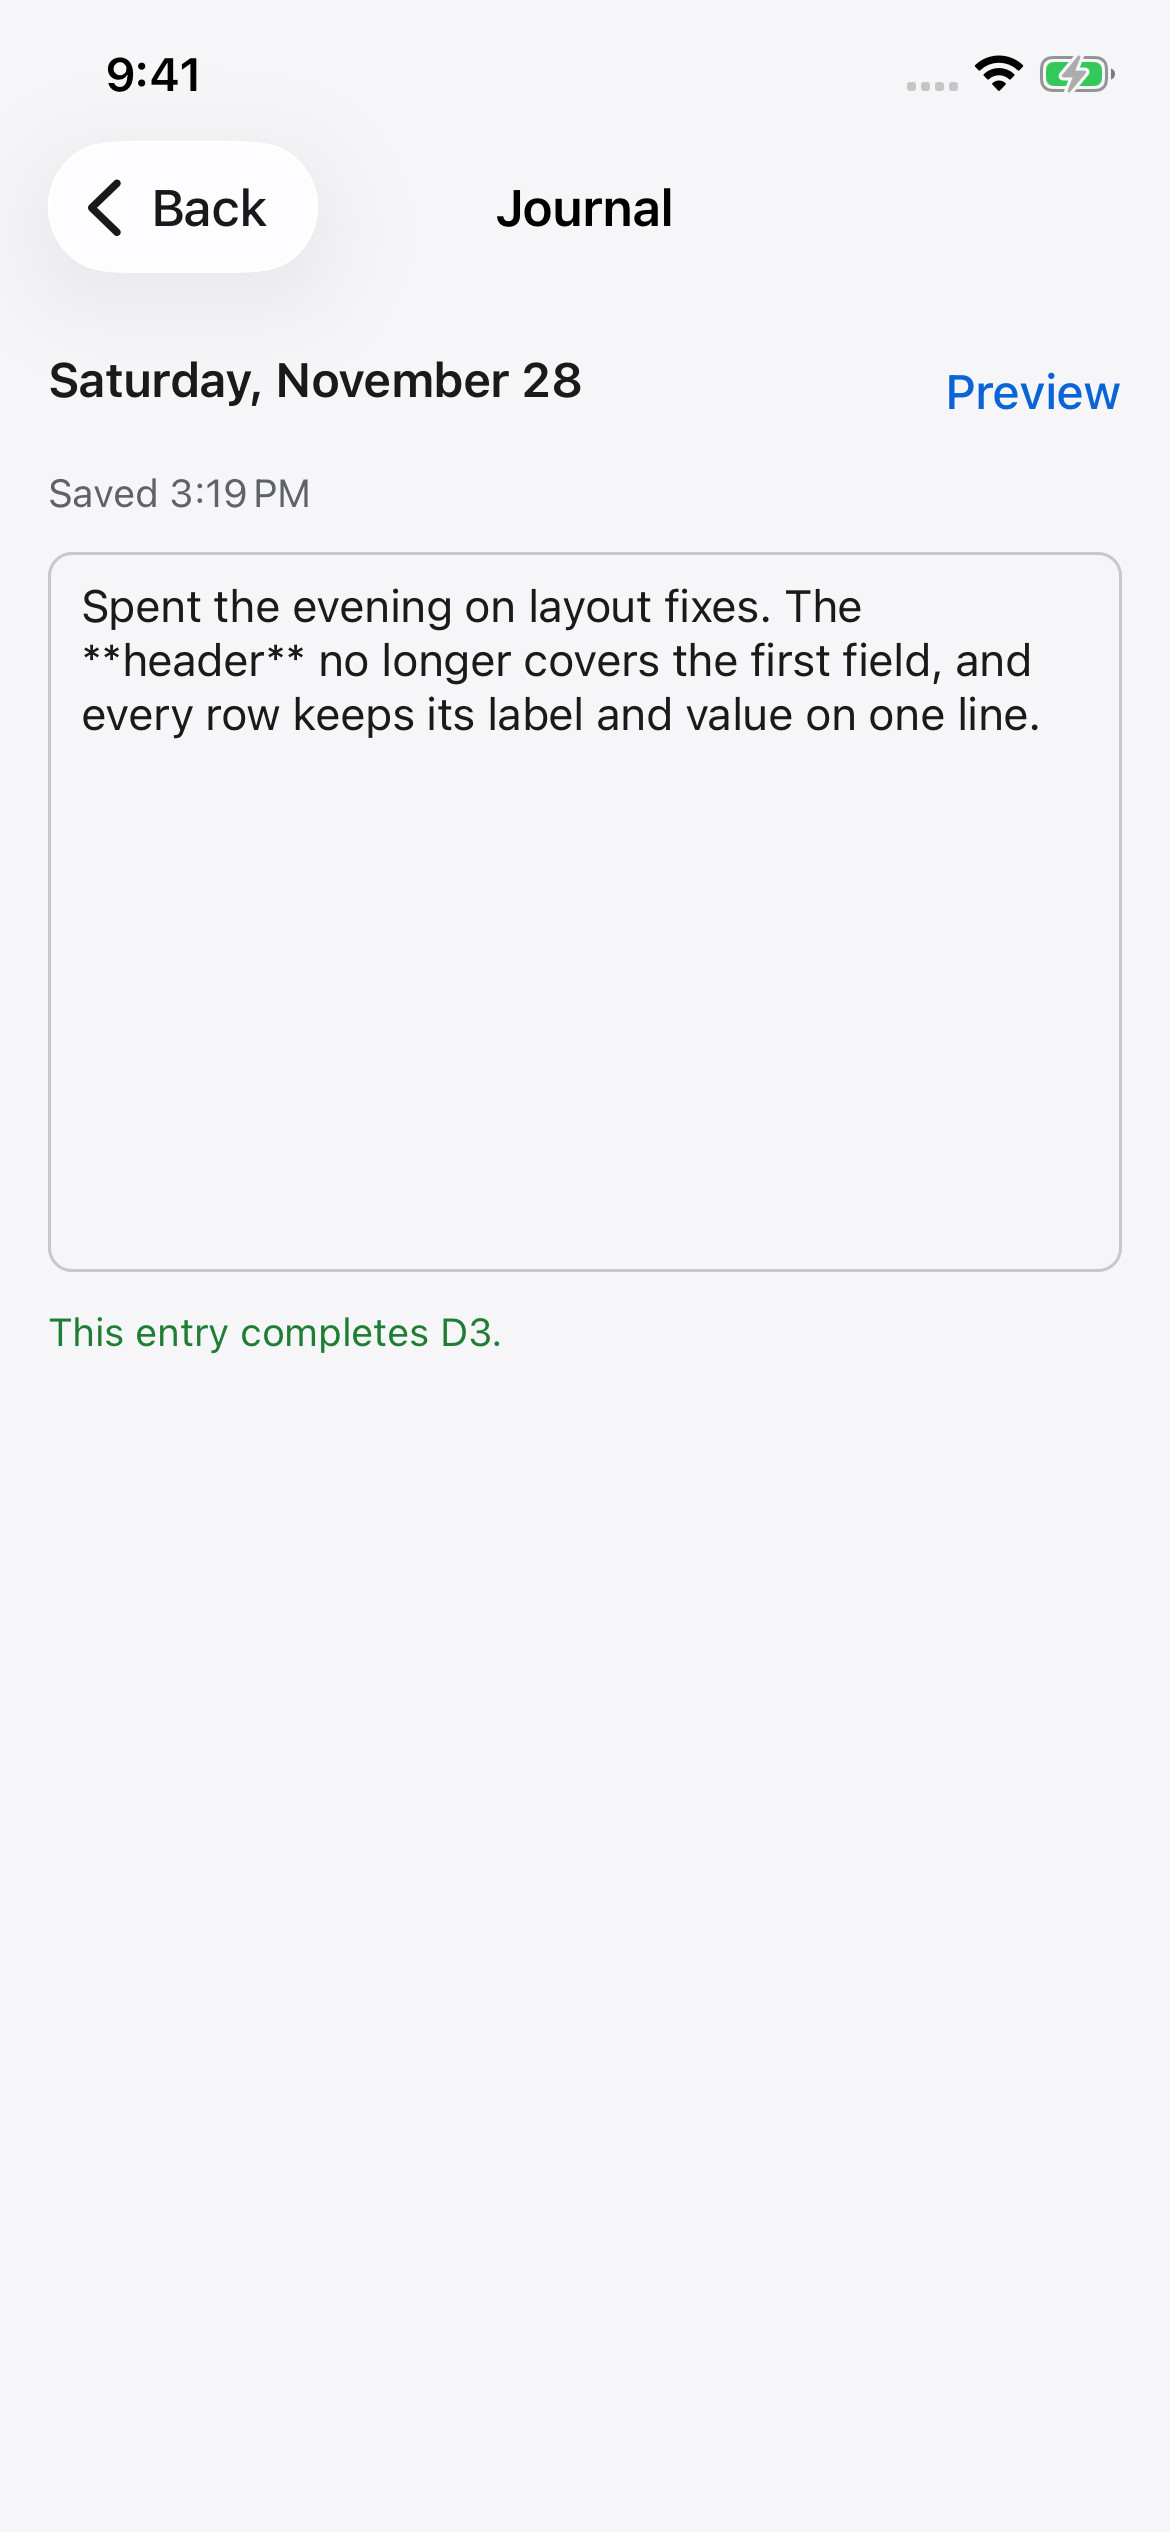 9:41
Back
Journal
Saturday, November 28
Preview
Saved 3:19 PM
Spent the evening on layout fixes. The
**header** no longer covers the first field, and
every row keeps its label and value on one line.
This entry completes D3.